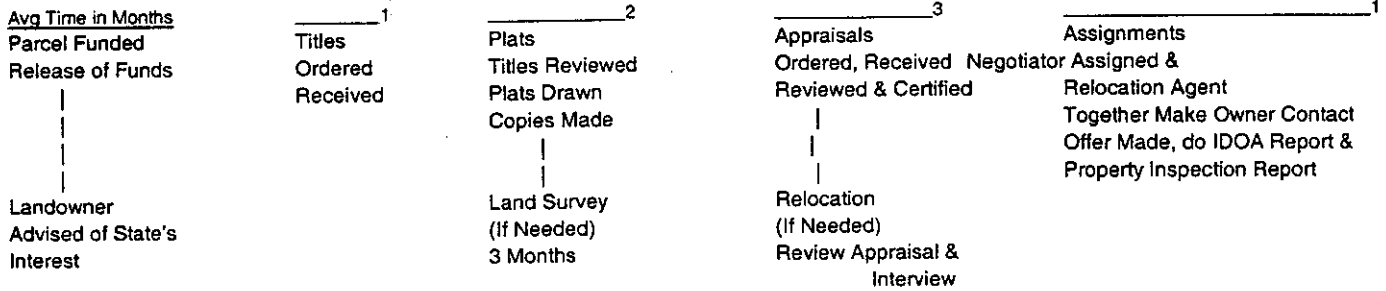 Avg Time in Months
Parcel Funded
Release of Funds
Landowner
Advised of State's
Interest
1
Titles
Ordered
Received
2
Plats
Titles Reviewed
Plats Drawn
Copies Made
Land Survey
(If Needed)
3 Months
3
Appraisals
Ordered, Received
Reviewed & Certified
Relocation
(If Needed)
Review Appraisal &
Interview
1
Assignments
Negotiator Assigned &
Relocation Agent
Together Make Owner Contact
Offer Made, do IDOA Report &
Property Inspection Report